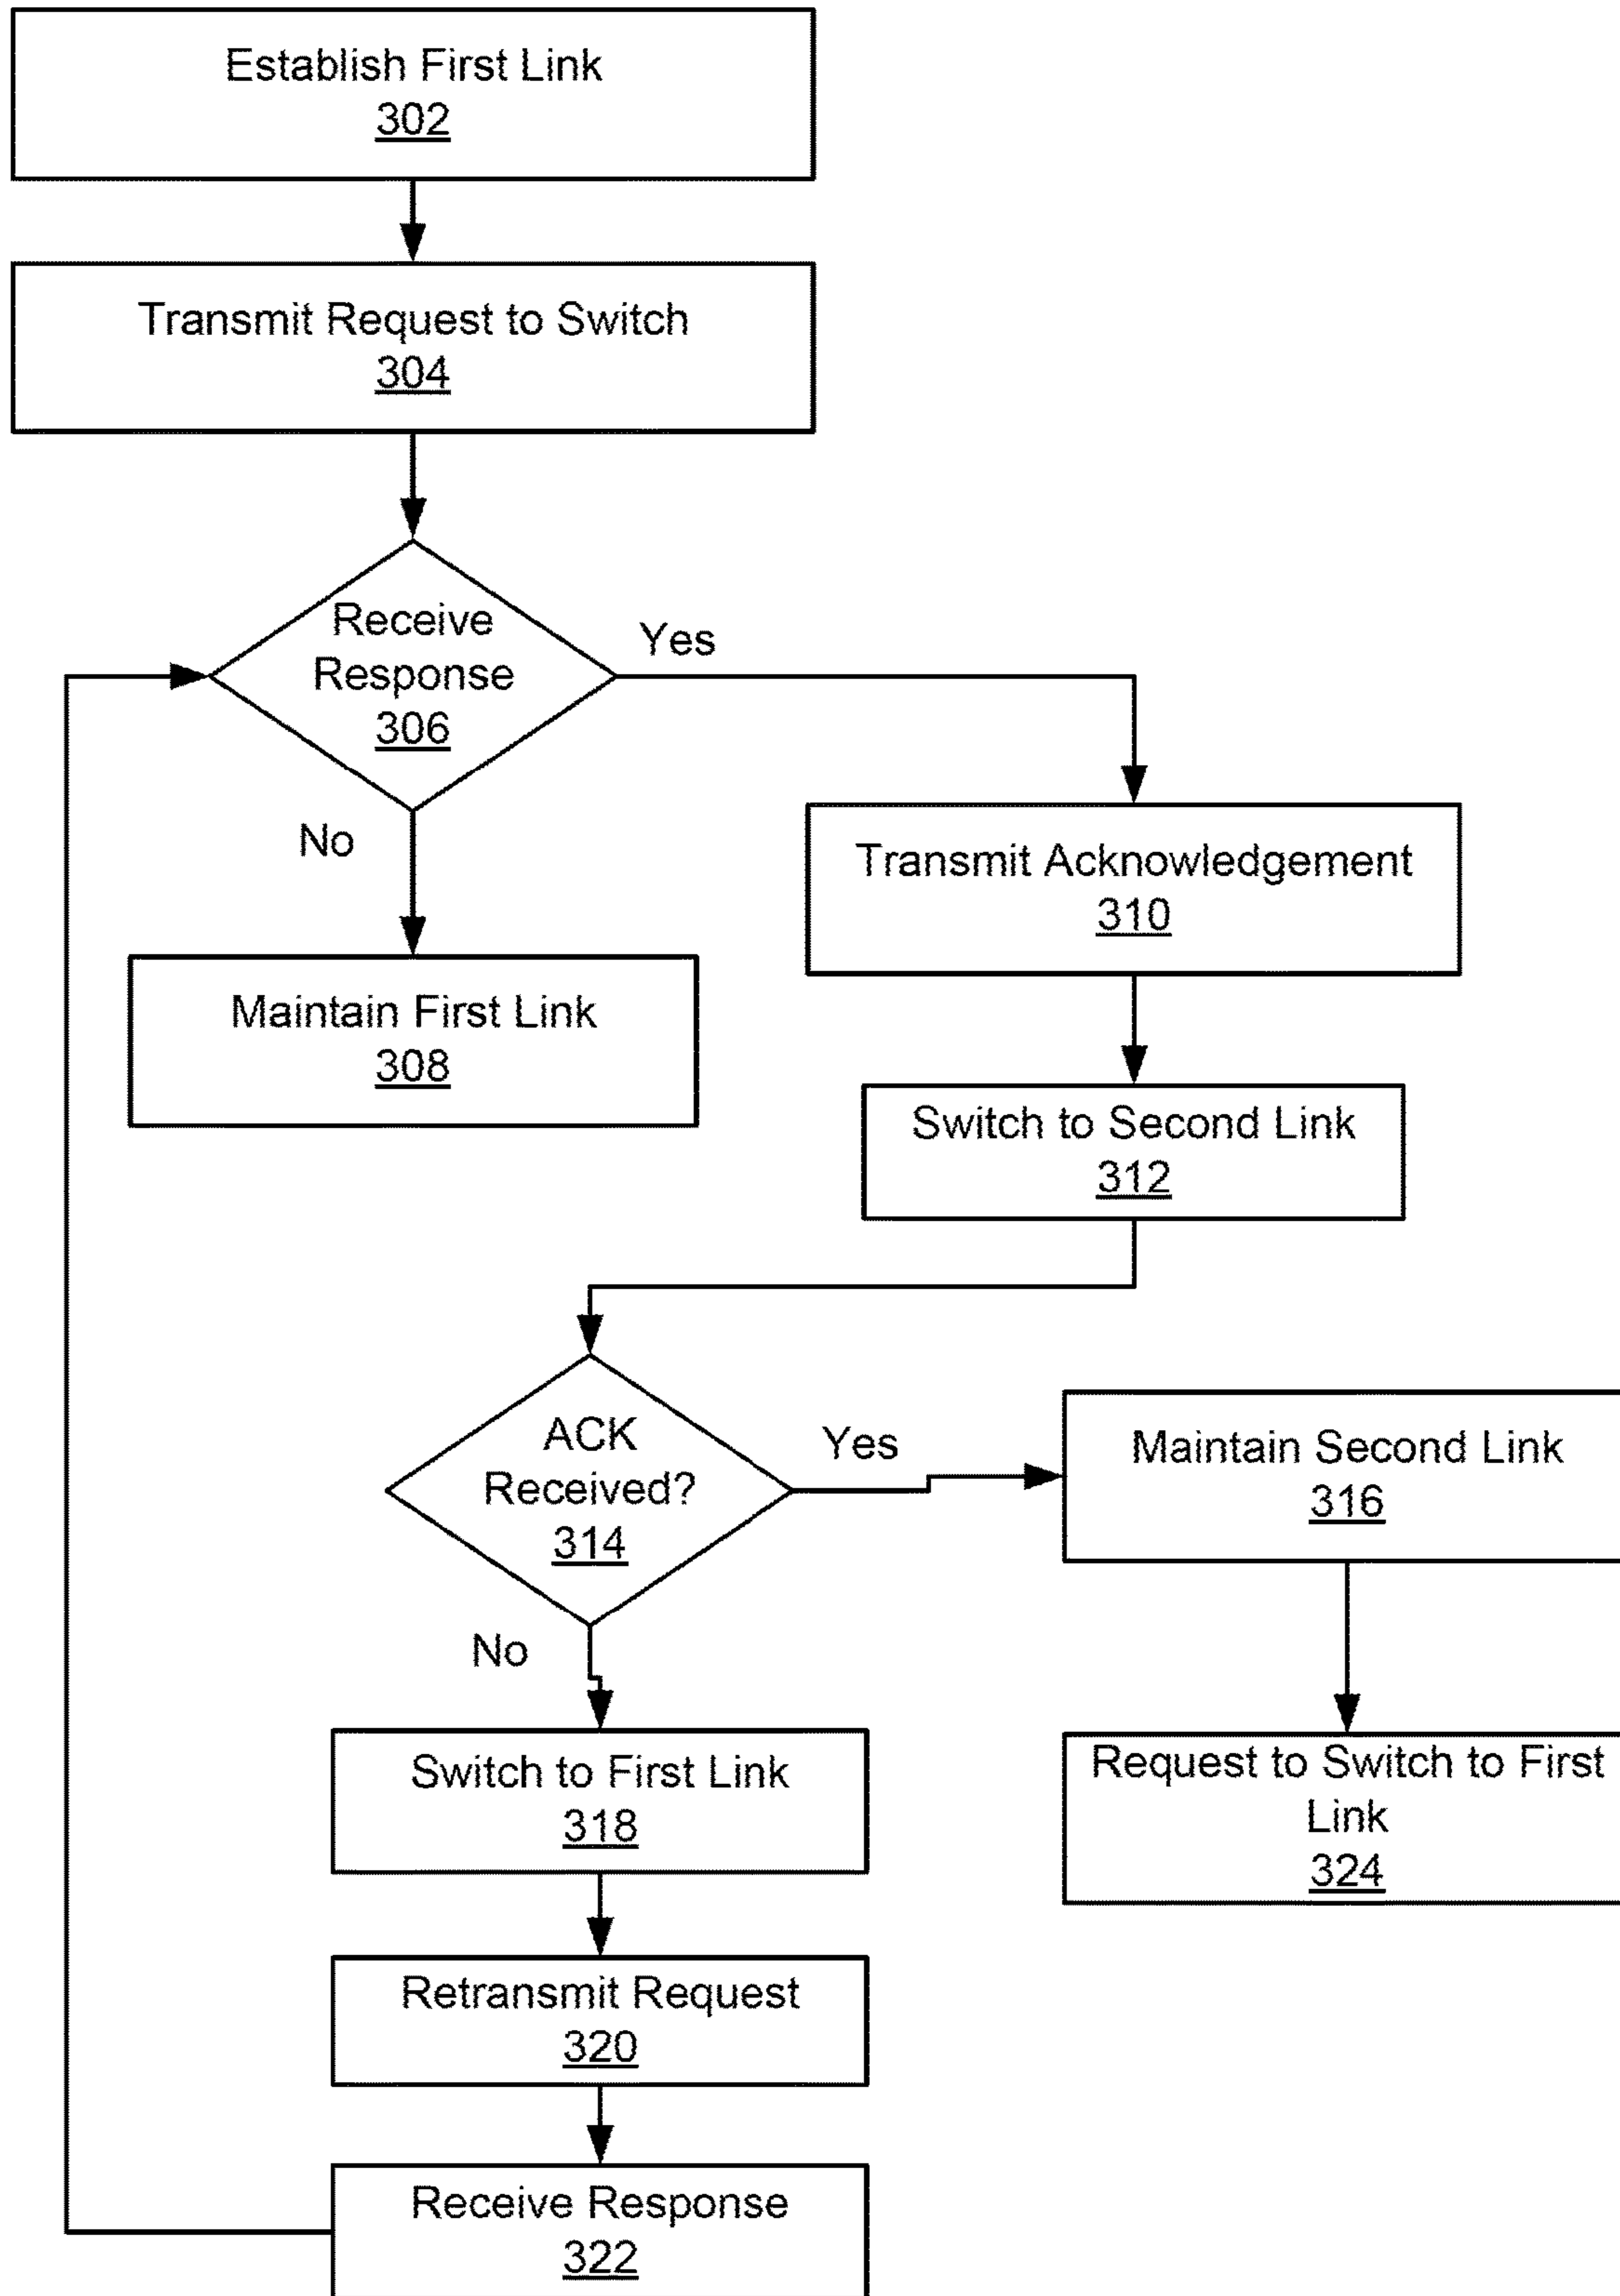 Establish First Link
302
Transmit Request to Switch
304
Receive
Response
306
Yes
No
Transmit Acknowledgement
310
Maintain First Link
308
Switch to Second Link
312
ACK
Received?
314
Yes
Maintain Second Link
316
No
Switch to First Link
318
Request to Switch to First
Link
324
Retransmit Request
320
Receive Response
322